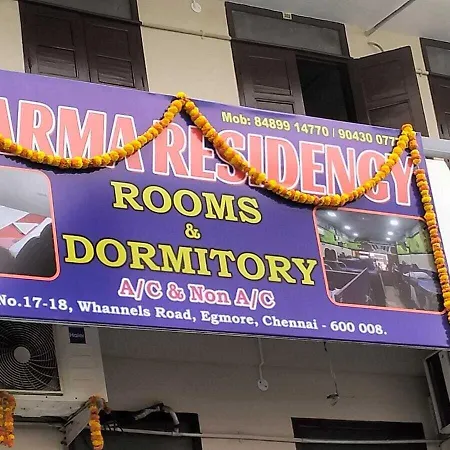 Mob: 84899 14770 / 90430 077
ARMA RESIDENCY
ROOMS
&
DORMITORY
A/C & Non A/C
No.17-18, Whannels Road, Egmore, Chennai - 600 008.